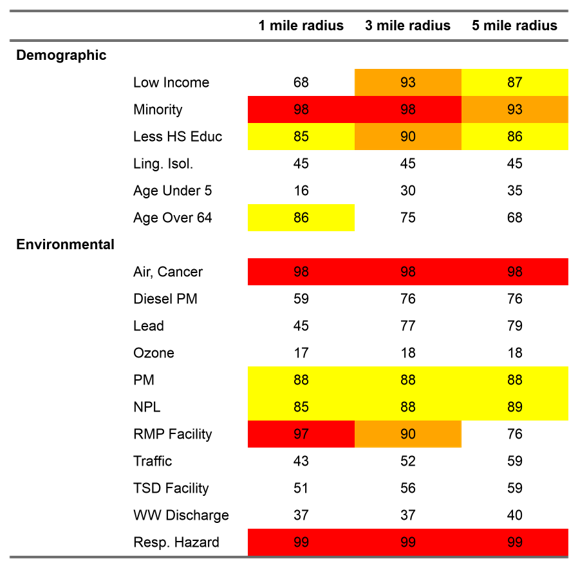 1 mile radius 3 mile radius 5 mile radius
Demographic
Low Income 68 93 87
Minority 98 98 93
Less HS Educ 85 90 86
Ling. Isol. 45 45 45
Age Under 5 16 30 35
Age Over 64 86 75 68
Environmental
Air, Cancer 98 98 98
Diesel PM 59 76 76
Lead 45 77 79
Ozone 17 18 18
PM 88 88 88
NPL 85 88 89
RMP Facility 97 90 76
Traffic 43 52 59
TSD Facility 51 56 59
WW Discharge 37 37 40
Resp. Hazard 99 99 99